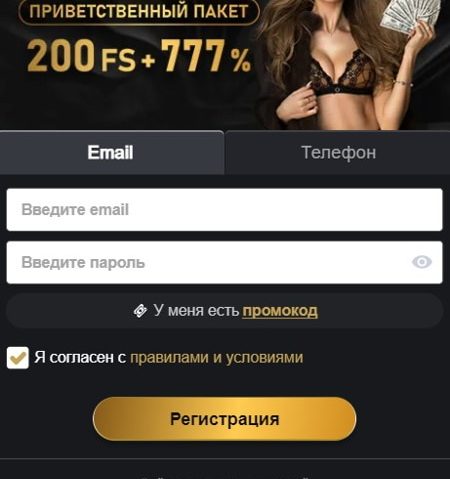 ПРИВЕТСТВЕННЫЙ ПАКЕТ
200 FS + 777 %
Email
Телефон
Введите email
Введите пароль
У меня есть промокод
Я согласен с правилами и условиями
Регистрация